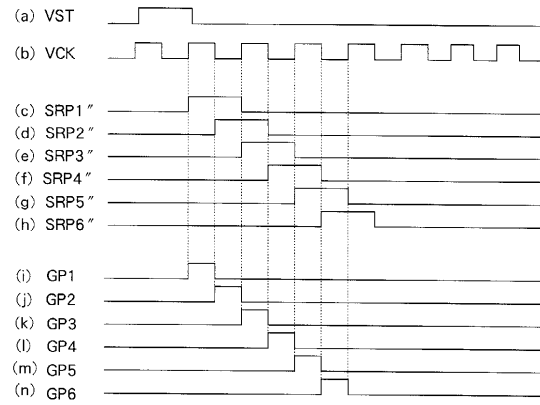 (a) VST
(b) VCK
(c) SRP1″
(d) SRP2″
(e) SRP3″
(f) SRP4″
(g) SRP5″
(h) SRP6″
(i) GP1
(j) GP2
(k) GP3
(l) GP4
(m) GP5
(n) GP6